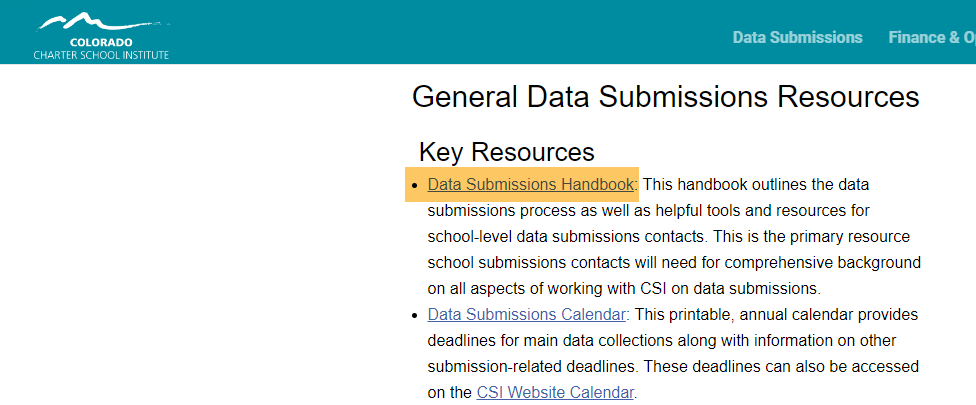 COLORADO
CHARTER SCHOOL INSTITUTE
Data Submissions
Finance & Op
General Data Submissions Resources
Key Resources
• Data Submissions Handbook: This handbook outlines the data
submissions process as well as helpful tools and resources for
school-level data submissions contacts. This is the primary resource
school submissions contacts will need for comprehensive background
on all aspects of working with CSI on data submissions.
• Data Submissions Calendar: This printable, annual calendar provides
deadlines for main data collections along with information on other
submission-related deadlines. These deadlines can also be accessed
on the CSI Website Calendar.